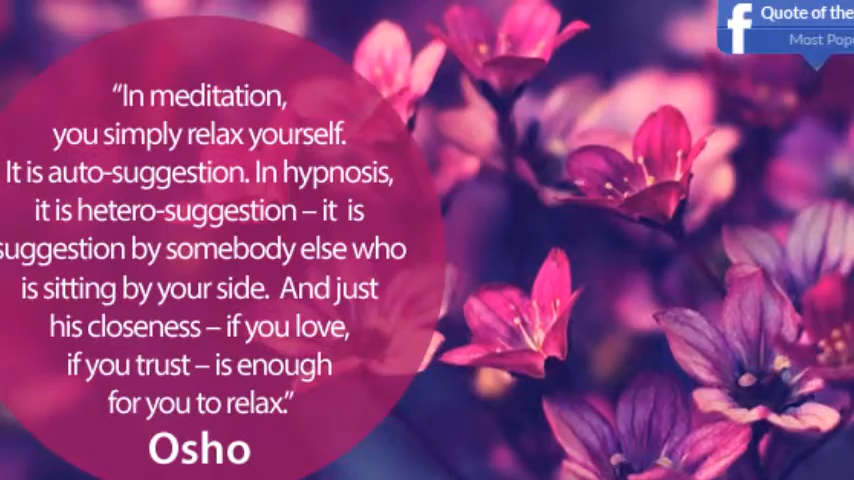 “In meditation,
you simply relax yourself.
It is auto-suggestion. In hypnosis,
it is hetero-suggestion – it is
suggestion by somebody else who
is sitting by your side. And just
his closeness – if you love,
if you trust – is enough
for you to relax.”
Osho
f Quote of the
Most Popu